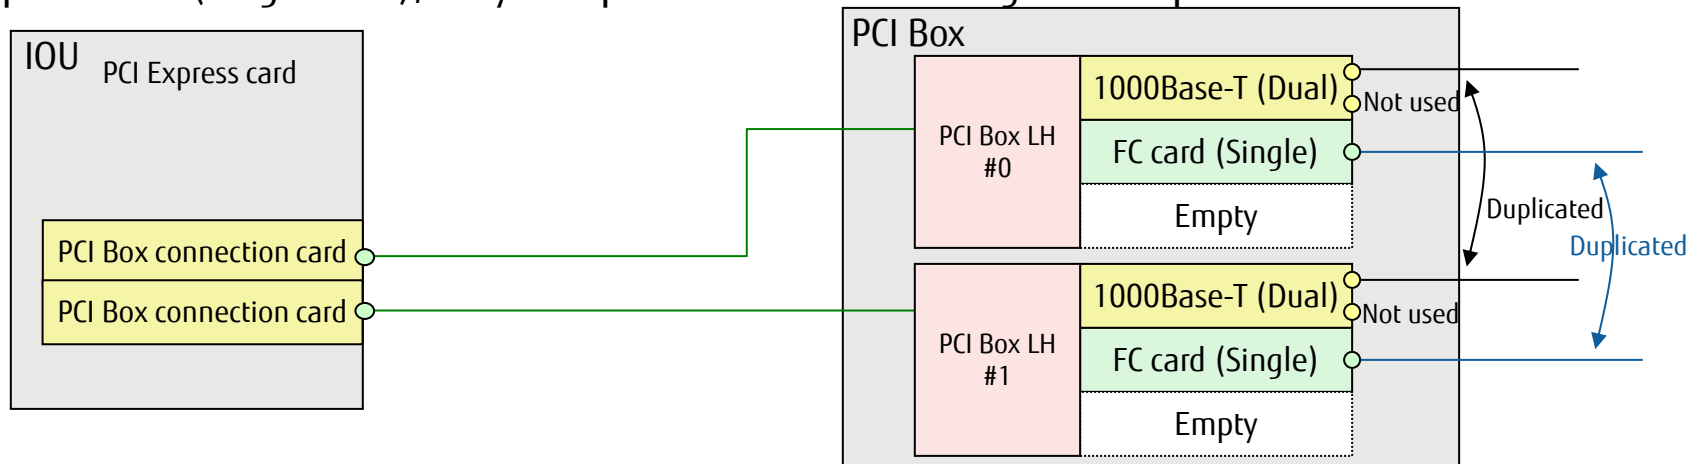 IOU
PCI Express card
PCI Box connection card
PCI Box connection card
PCI Box
PCI Box LH
#0
1000Base-T (Dual)
Not used
FC card (Single)
Empty
PCI Box LH
#1
1000Base-T (Dual)
Not used
FC card (Single)
Empty
Duplicated
Duplicated